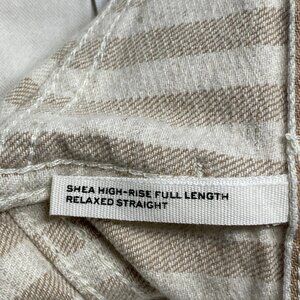 SHEA HIGH-RISE FULL LENGTH
RELAXED STRAIGHT